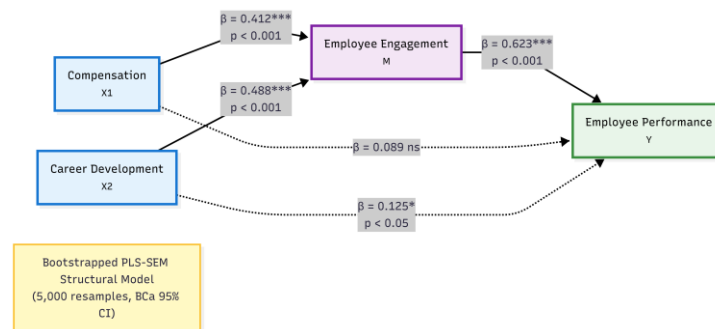 β = 0.412***
p < 0.001
Employee Engagement
M
β = 0.623***
p < 0.001
Compensation
X1
β = 0.488***
p < 0.001
Employee Performance
Y
β = 0.089 ns
Career Development
X2
β = 0.125*
p < 0.05
Bootstrapped PLS-SEM
Structural Model
(5,000 resamples, BCa 95%
CI)